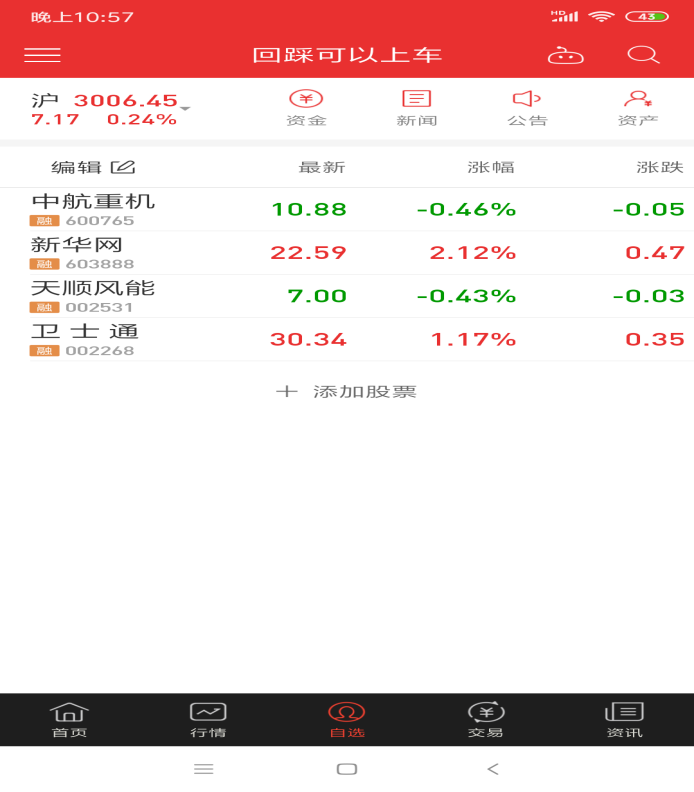 晚上10:57
HD
43
回踩可以上车
沪 3006.45
7.17 0.24%
资金 新闻 公告 资产
编辑 最新 涨幅 涨跌
中航重机
融 600765
10.88 -0.46% -0.05
新华网
融 603888
22.59 2.12% 0.47
天顺风能
融 002531
7.00 -0.43% -0.03
卫士通
融 002268
30.34 1.17% 0.35
添加股票
首页 行情 自选 交易 资讯